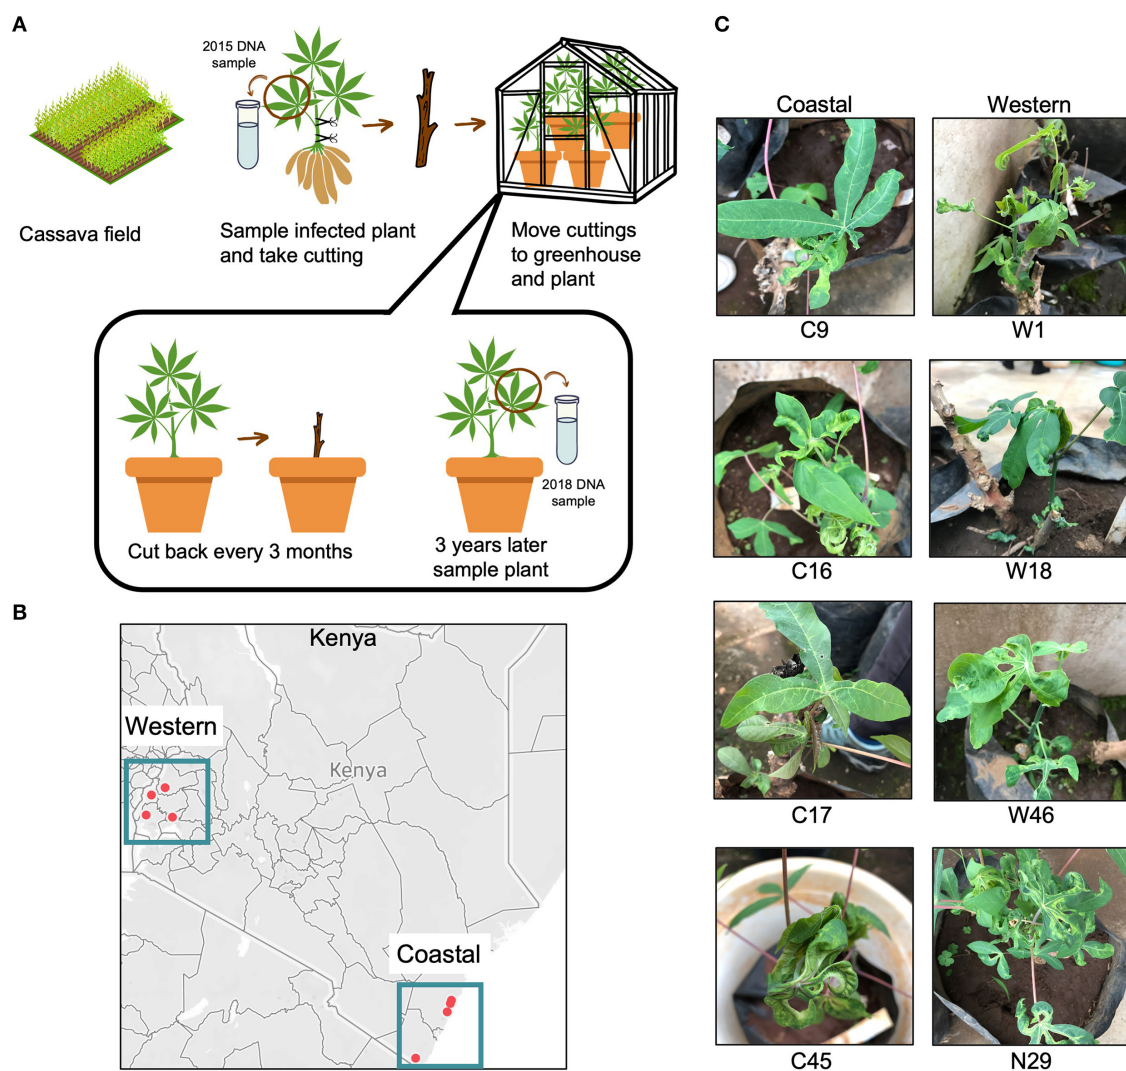 A
2015 DNA
sample
Cassava field
Sample infected plant
and take cutting
Move cuttings
to greenhouse
and plant
Cut back every 3 months
3 years later
sample plant
2018 DNA
sample
B
Kenya
Western
Kenya
Coastal
C
Coastal
Western
C9
W1
C16
W18
C17
W46
C45
N29